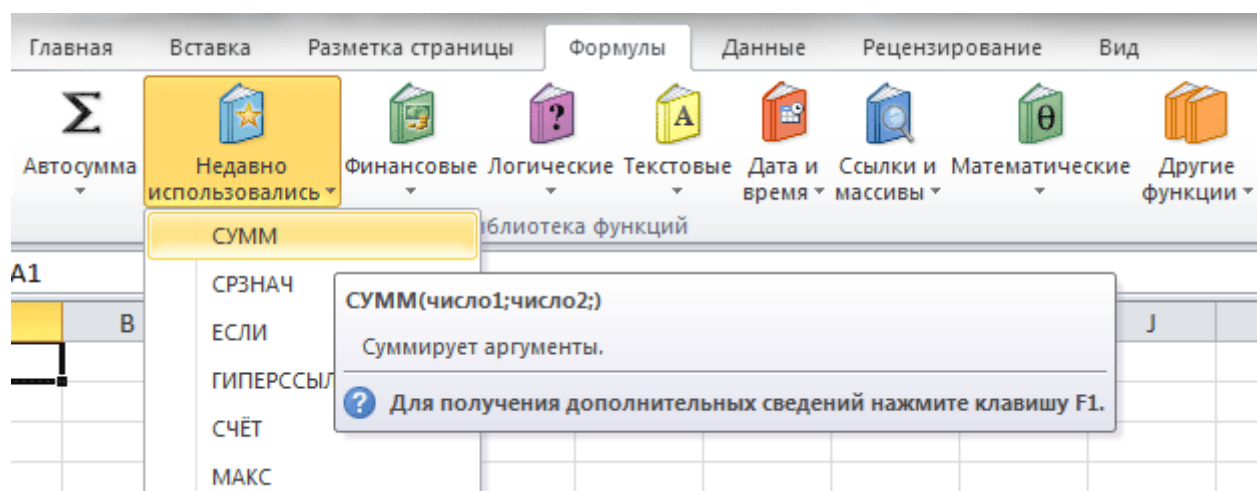 Главная Вставка Разметка страницы Формулы Данные Рецензирование Вид
Σ ? A θ
Автосумма Недавно использовались Финансовые Логические Текстовые Дата и время Ссылки и массивы Математические Другие функции
блиотека функций
СУММ
A1
СРЗНАЧ
СУММ(число1;число2;)
B
J
ЕСЛИ
Суммирует аргументы.
ГИПЕРССЫЛ
? Для получения дополнительных сведений нажмите клавишу F1.
СЧЁТ
МАКС